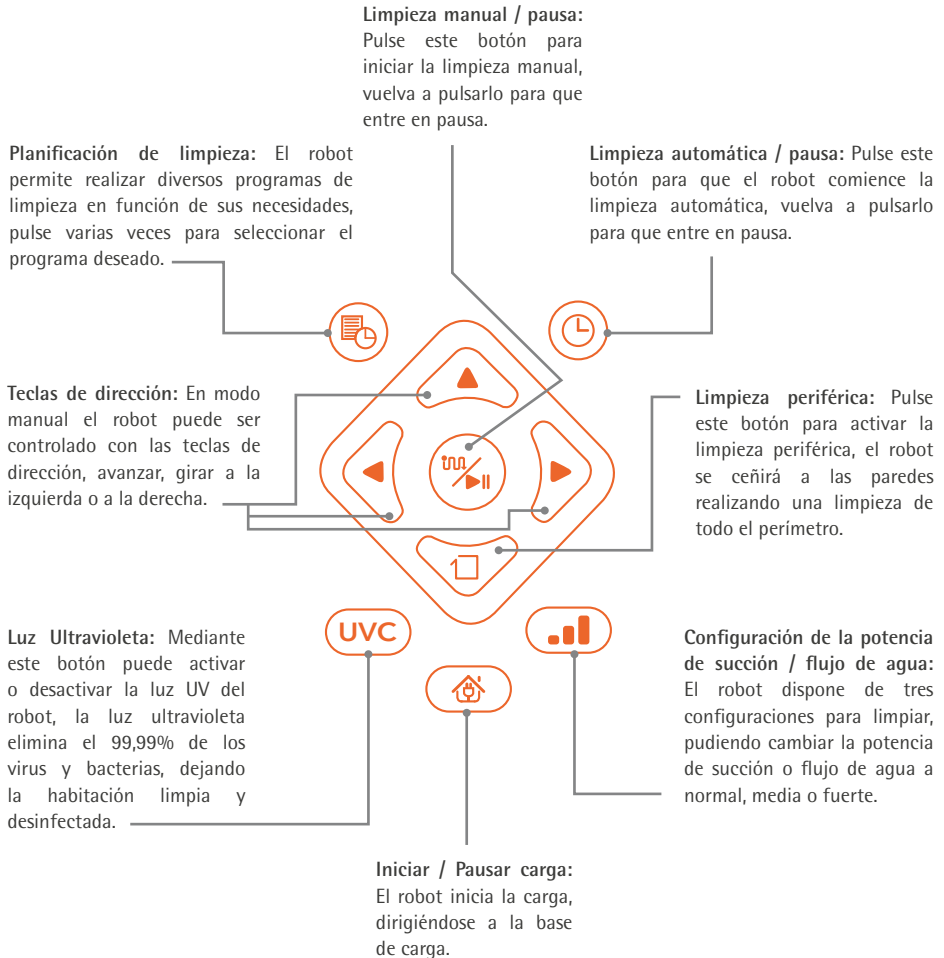 Limpieza manual / pausa:
Pulse este botón para
iniciar la limpieza manual,
vuelva a pulsarlo para que
entre en pausa.
Planificación de limpieza: El robot
permite realizar diversos programas de
limpieza en función de sus necesidades,
pulse varias veces para seleccionar el
programa deseado.
Limpieza automática / pausa: Pulse este
botón para que el robot comience la
limpieza automática, vuelva a pulsarlo
para que entre en pausa.
Teclas de dirección: En modo
manual el robot puede ser
controlado con las teclas de
dirección, avanzar, girar a la
izquierda o a la derecha.
Limpieza periférica: Pulse
este botón para activar la
limpieza periférica, el robot
se ceñirá a las paredes
realizando una limpieza de
todo el perímetro.
UVC
Luz Ultravioleta: Mediante
este botón puede activar
o desactivar la luz UV del
robot, la luz ultravioleta
elimina el 99,99% de los
virus y bacterias, dejando
la habitación limpia y
desinfectada.
Configuración de la potencia
de succión / flujo de agua:
El robot dispone de tres
configuraciones para limpiar,
pudiendo cambiar la potencia
de succión o flujo de agua a
normal, media o fuerte.
Iniciar / Pausar carga:
El robot inicia la carga,
dirigiéndose a la base
de carga.